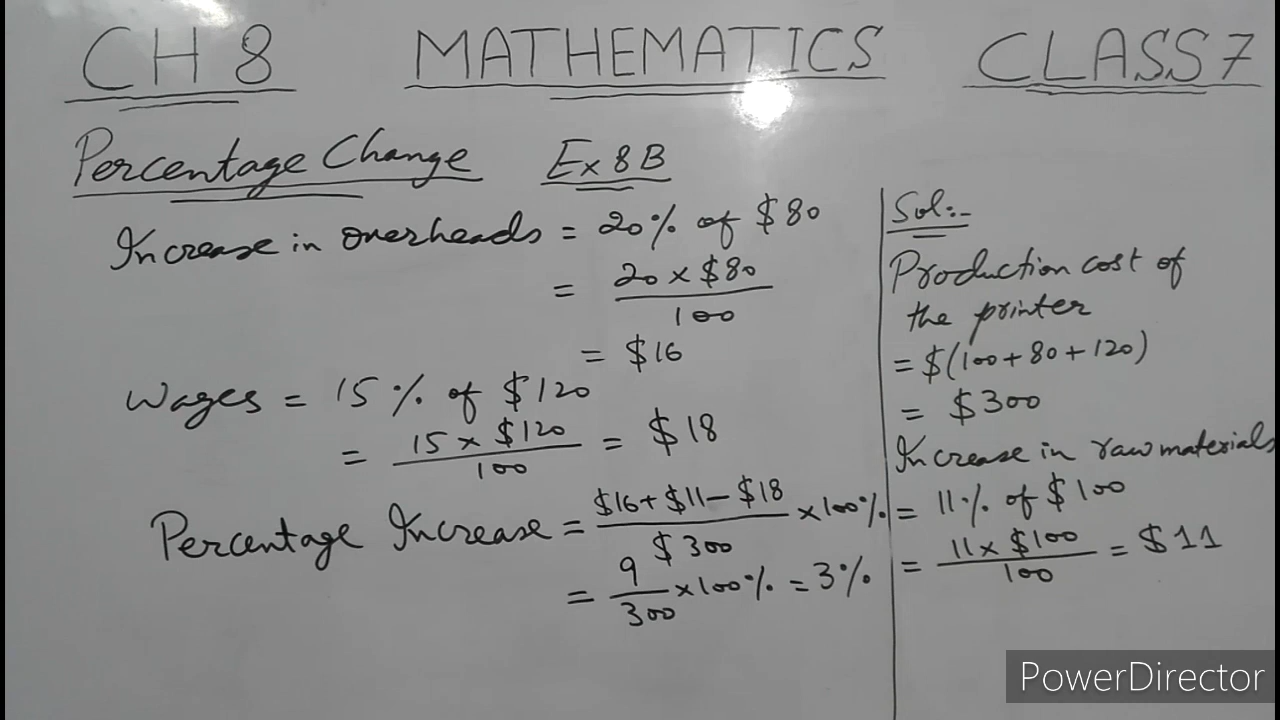 CH 8 MATHEMATICS CLASS 7
Percentage Change Ex 8B
Increase in overheads = 20% of $80
= 20 x $80 / 100
= $16
Wages = 15% of $120
= 15 x $120 / 100 = $18
Percentage Increase = $16 + $11 - $18 / $300 x 100%
= 9 / 300 x 100% = 3%
Sol:-
Production cost of
the printer
= $(100 + 80 + 120)
= $300
Increase in raw materials
= 11% of $100
= 11 x $100 / 100 = $11
PowerDirector